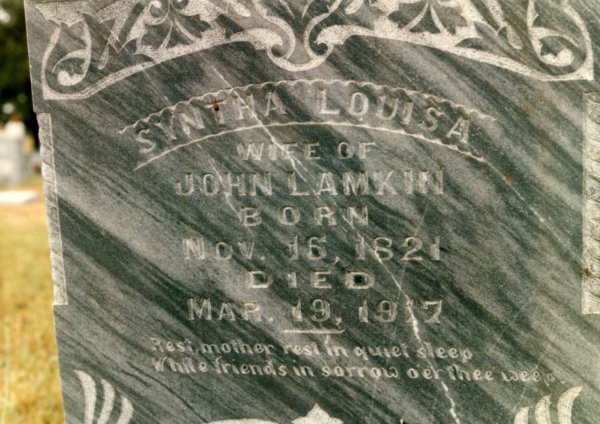 SYNTHA LOUISA
WIFE OF
JOHN LAMKIN
BORN
NOV. 16, 1821
DIED
MAR. 19, 1917
Rest, mother rest in quiet sleep
While friends in sorrow oer thee weep